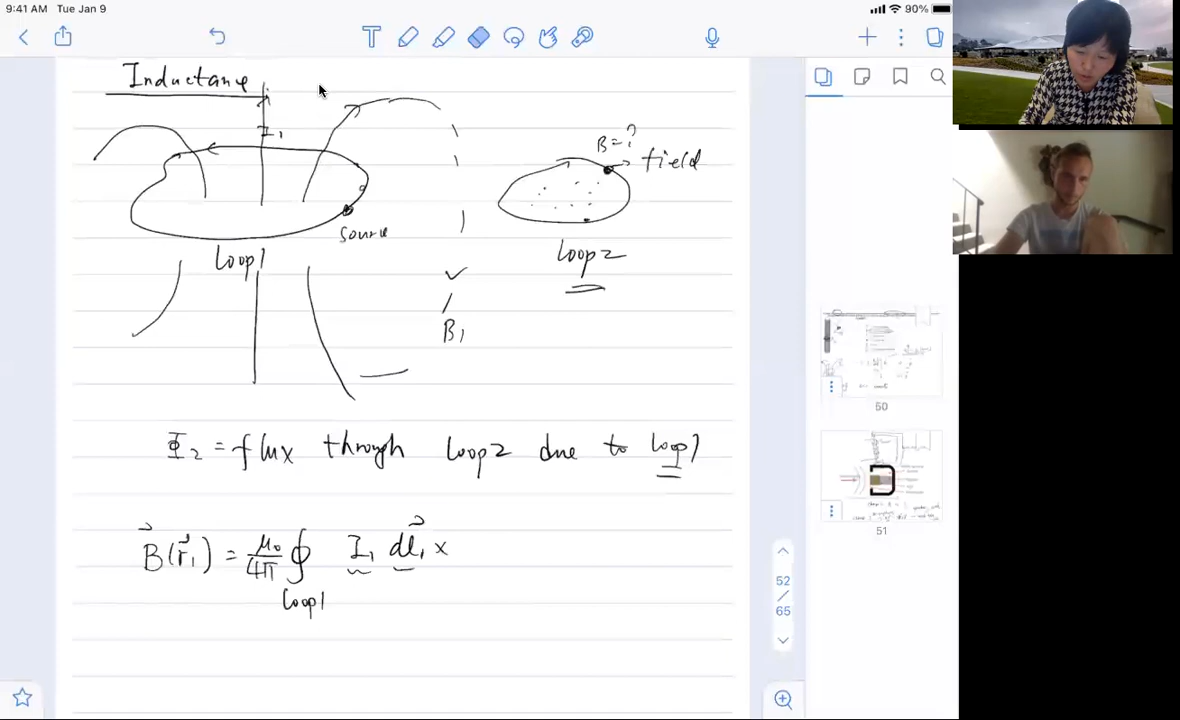 9:41 AM Tue Jan 9
90%
Inductance
I₁
B=?
field
source
Loop1
Loop2
B₁
Φ₂ = flux through loop2 due to loop1
B(r₁) = μ₀/4π ∮ I₁ dl₁ ×
Loop1
50
51
52
/
65